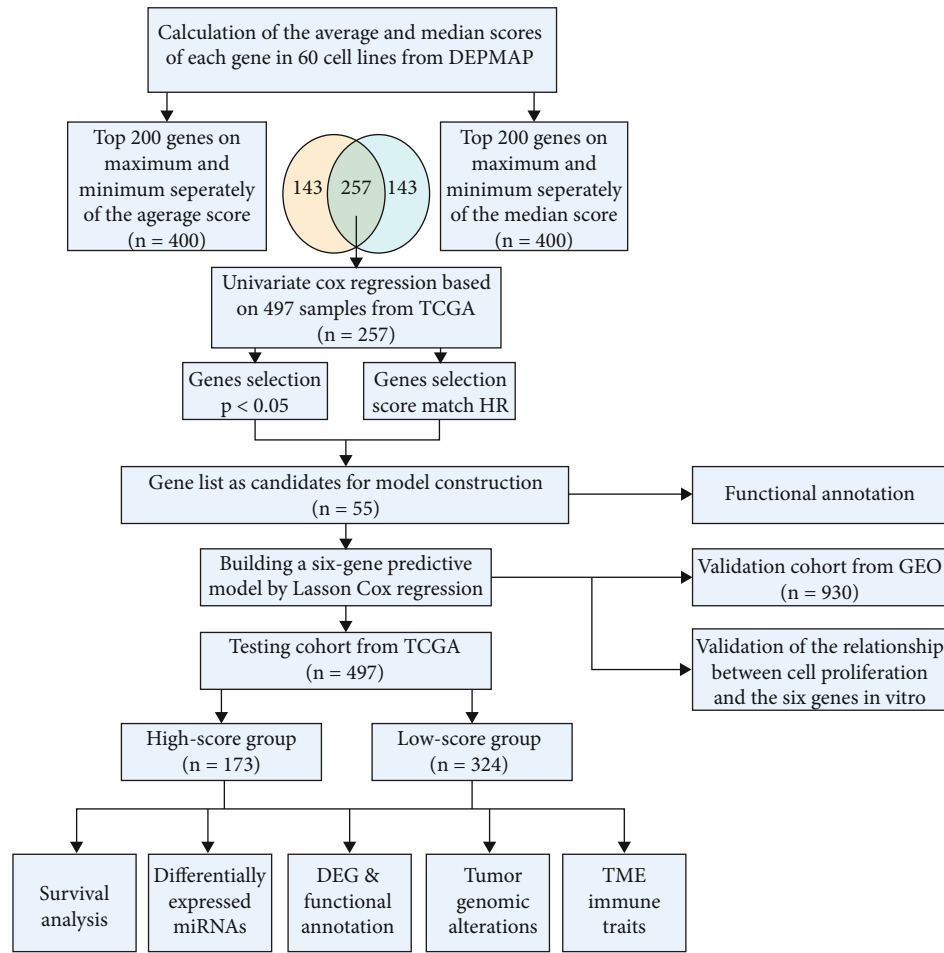 Calculation of the average and median scores
of each gene in 60 cell lines from DEPMAP
Top 200 genes on
maximum and
minimum seperately
of the agerage score
(n = 400)
143
257
143
Top 200 genes on
maximum and
minimum seperately
of the median score
(n = 400)
Univariate cox regression based
on 497 samples from TCGA
(n = 257)
Genes selection
p < 0.05
Genes selection
score match HR
Gene list as candidates for model construction
(n = 55)
Functional annotation
Building a six-gene predictive
model by Lasson Cox regression
Validation cohort from GEO
(n = 930)
Testing cohort from TCGA
(n = 497)
Validation of the relationship
between cell proliferation
and the six genes in vitro
High-score group
(n = 173)
Low-score group
(n = 324)
Survival
analysis
Differentially
expressed
miRNAs
DEG &
functional
annotation
Tumor
genomic
alterations
TME
immune
traits